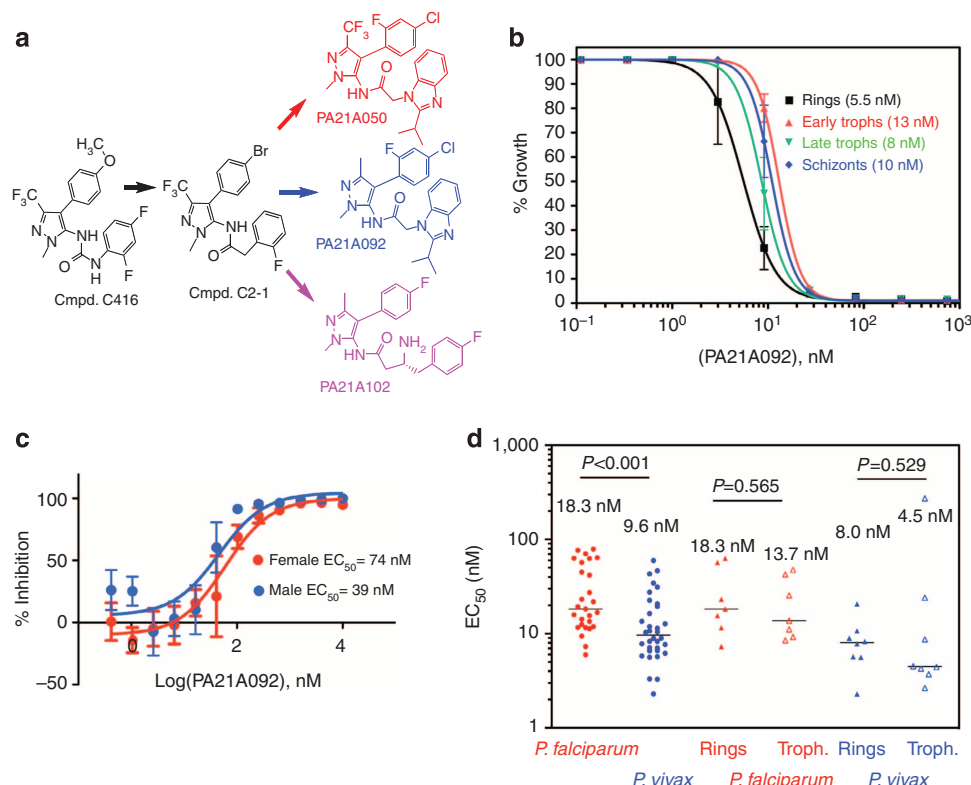 a
CF3
F
Cl
N
N
O
HN
N
N
PA21A050
H3C
O
F3C
N
N
NH
F
O
N
H
F
Cmpd. C416
Br
F3C
N
N
HN
O
F
Cmpd. C2-1
F
Cl
N
N
O
HN
N
N
PA21A092
F
N
N
O
NH2
HN
F
PA21A102
b
% Growth
100
90
80
70
60
50
40
30
20
10
0
Rings (5.5 nM)
Early trophs (13 nM)
Late trophs (8 nM)
Schizonts (10 nM)
10−1 100 101 102 103
(PA21A092), nM
c
% Inibition
100
50
0
−50
Female EC50= 74 nM
Male EC50= 39 nM
0 2 4
Log(PA21A092), nM
d
EC50 (nM)
1,000
100
10
1
P<0.001
P=0.565
P=0.529
18.3 nM
9.6 nM
18.3 nM
13.7 nM
8.0 nM
4.5 nM
P. falciparum Rings Troph. Rings Troph.
P. vivax P. falciparum P. vivax